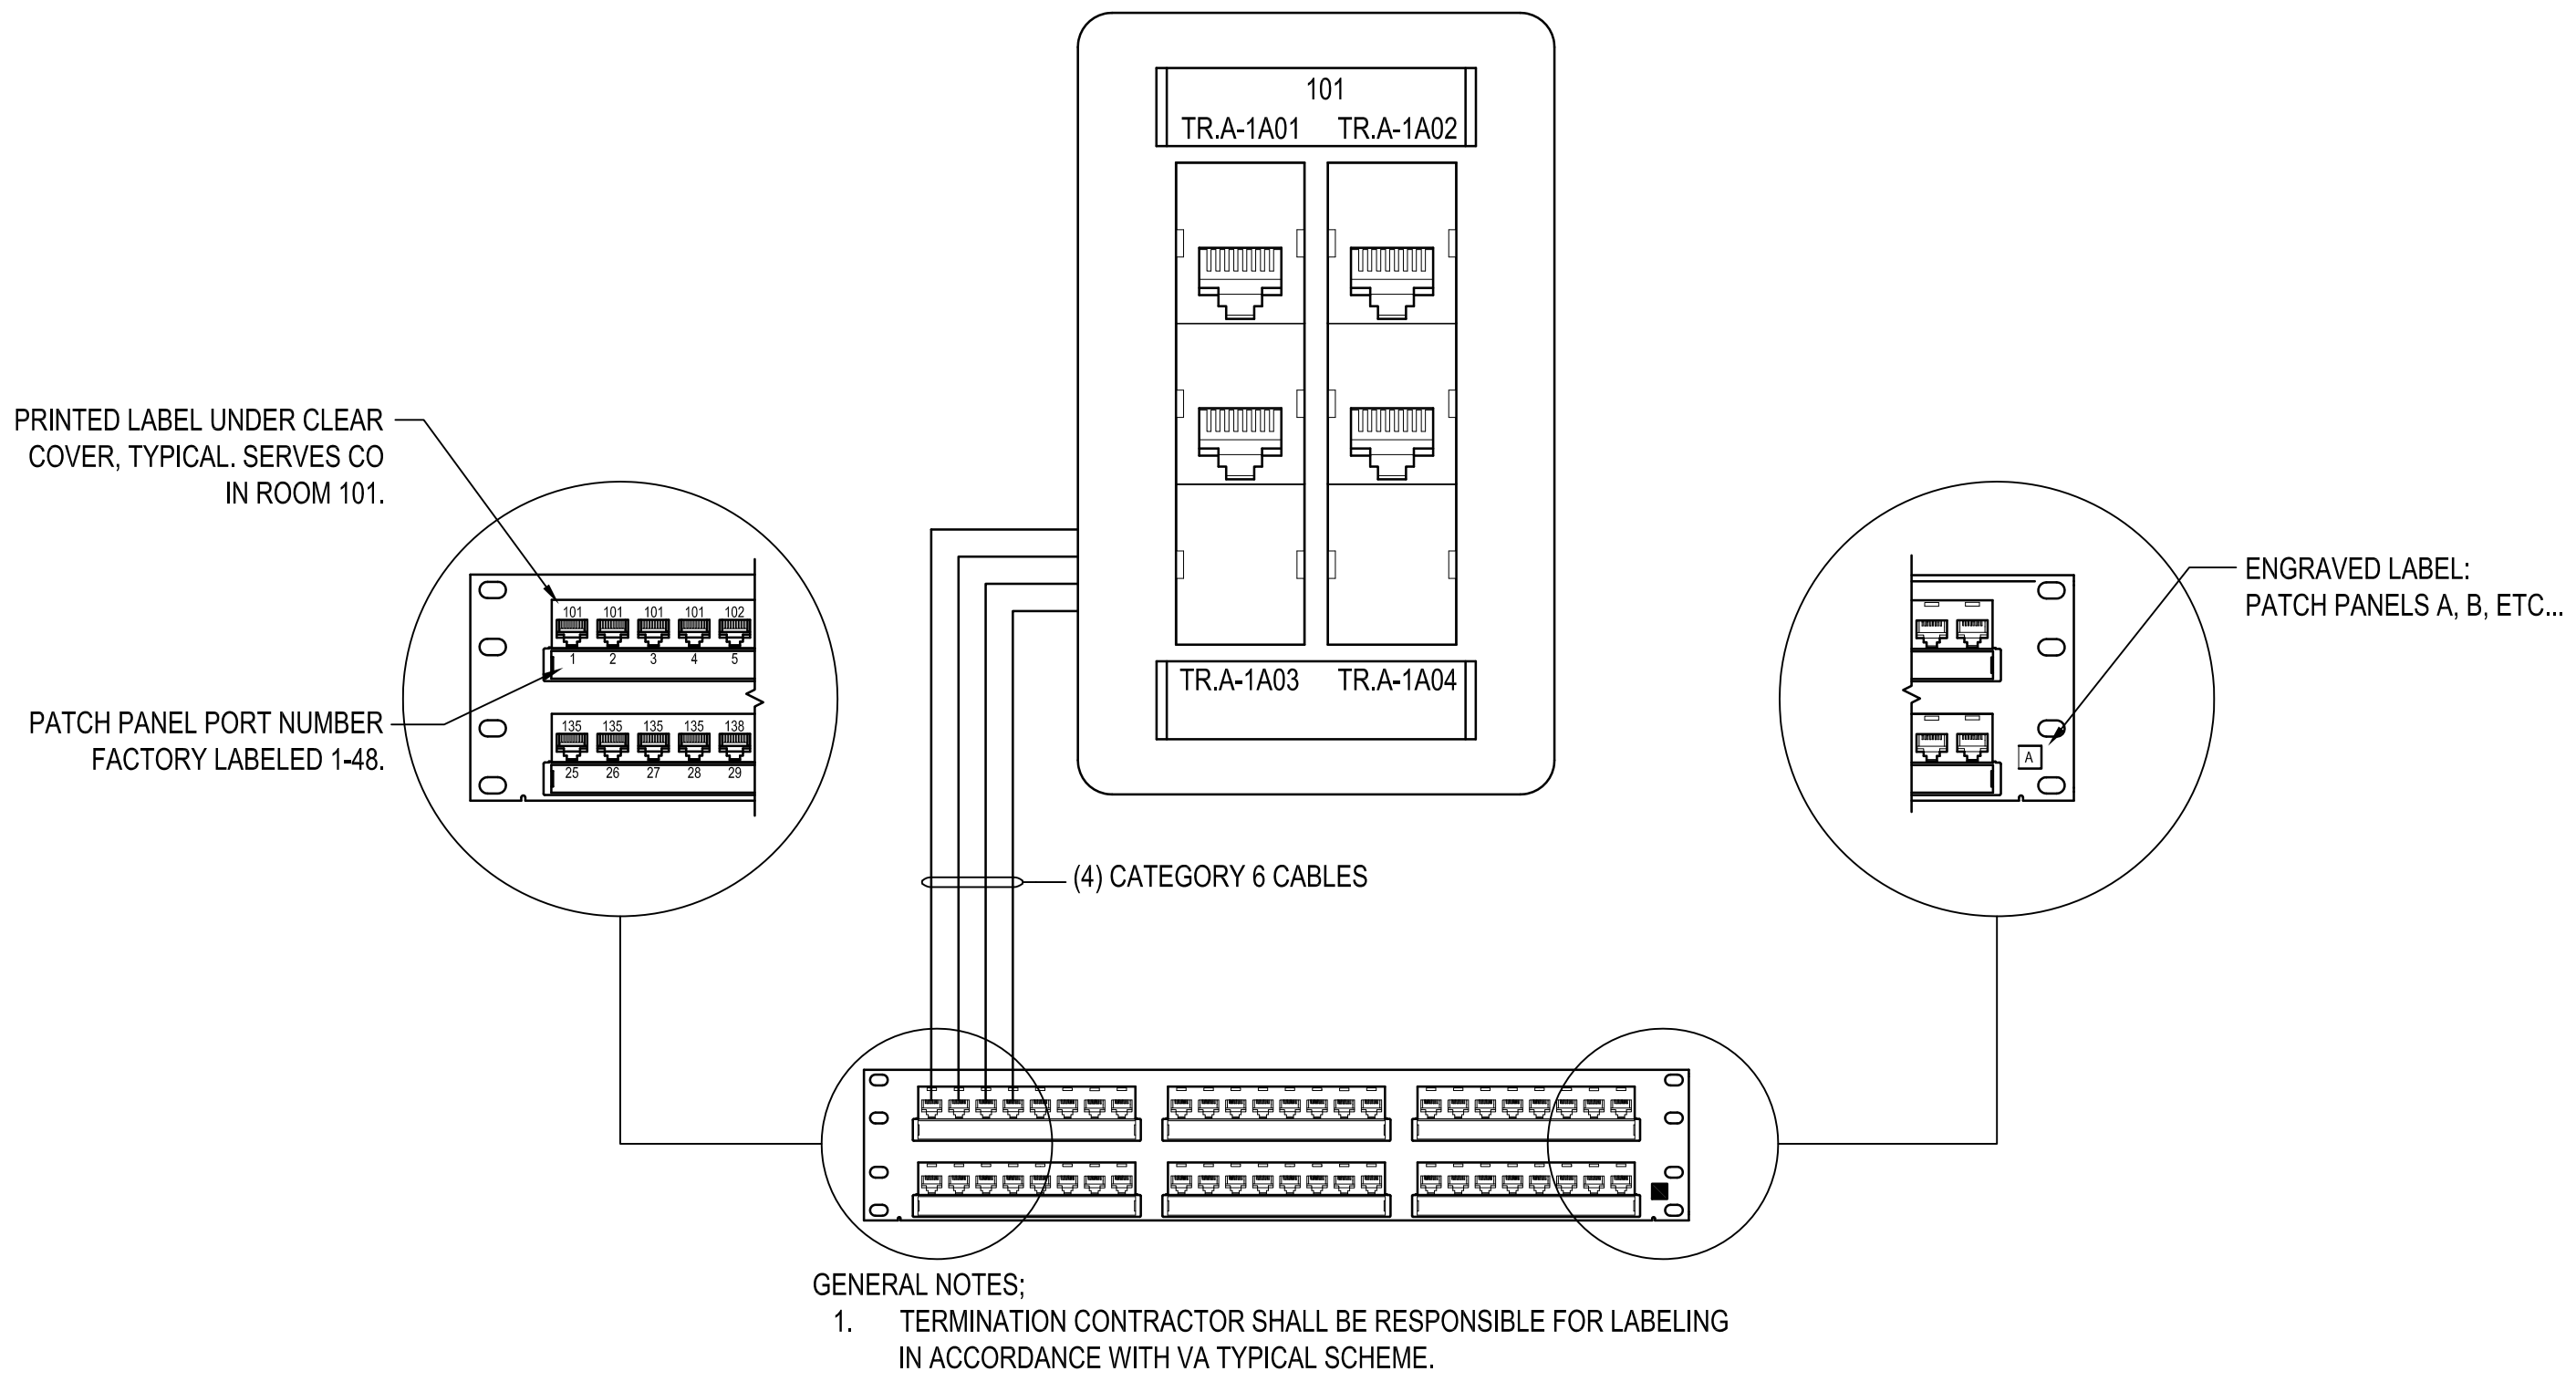 101
TR.A-1A01 TR.A-1A02
PRINTED LABEL UNDER CLEAR
COVER, TYPICAL. SERVES CO
IN ROOM 101.
101 101 101 101 102
1 2 3 4 5
PATCH PANEL PORT NUMBER
FACTORY LABELED 1-48.
135 135 135 135 138
25 26 27 28 29
TR.A-1A03 TR.A-1A04
ENGRAVED LABEL:
PATCH PANELS A, B, ETC...
A
(4) CATEGORY 6 CABLES
GENERAL NOTES;
1. TERMINATION CONTRACTOR SHALL BE RESPONSIBLE FOR LABELING
IN ACCORDANCE WITH VA TYPICAL SCHEME.